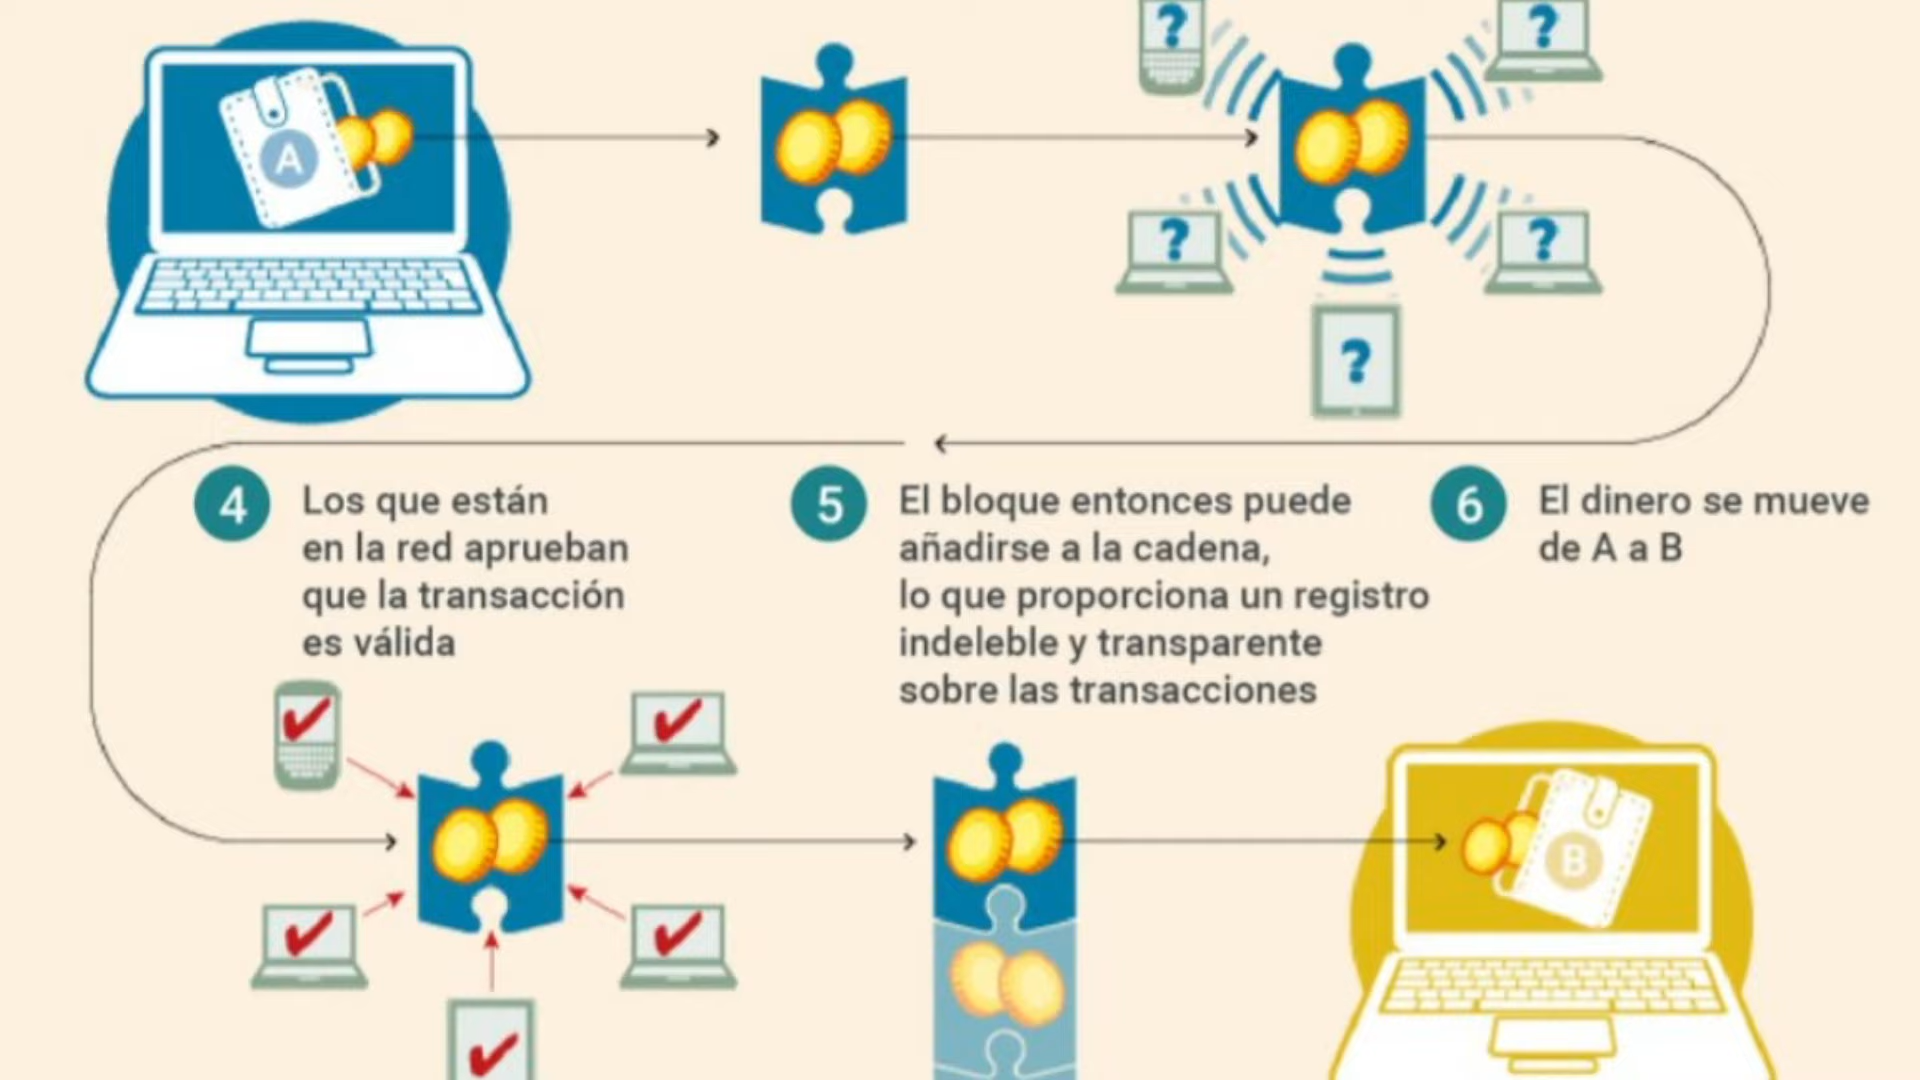 A
?
?
?
?
?
4
Los que están
en la red aprueban
que la transacción
es válida
5
El bloque entonces puede
añadirse a la cadena,
lo que proporciona un registro
indeleble y transparente
sobre las transacciones
6
El dinero se mueve
de A a B
B